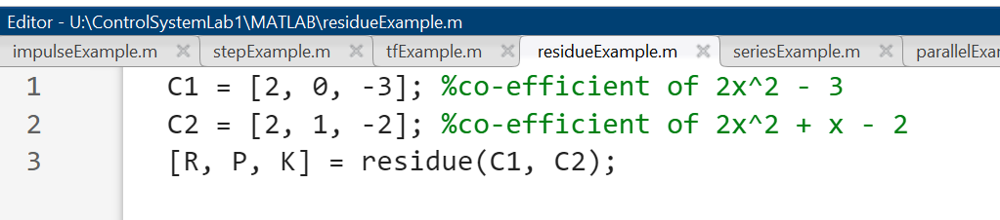 Editor - U:\ControlSystemLab1\MATLAB\residueExample.m
impulseExample.m × stepExample.m × tfExample.m × residueExample.m × seriesExample.m × parallelExar
1 C1 = [2, 0, -3]; %co-efficient of 2x^2 - 3
2 C2 = [2, 1, -2]; %co-efficient of 2x^2 + x - 2
3 [R, P, K] = residue(C1, C2);